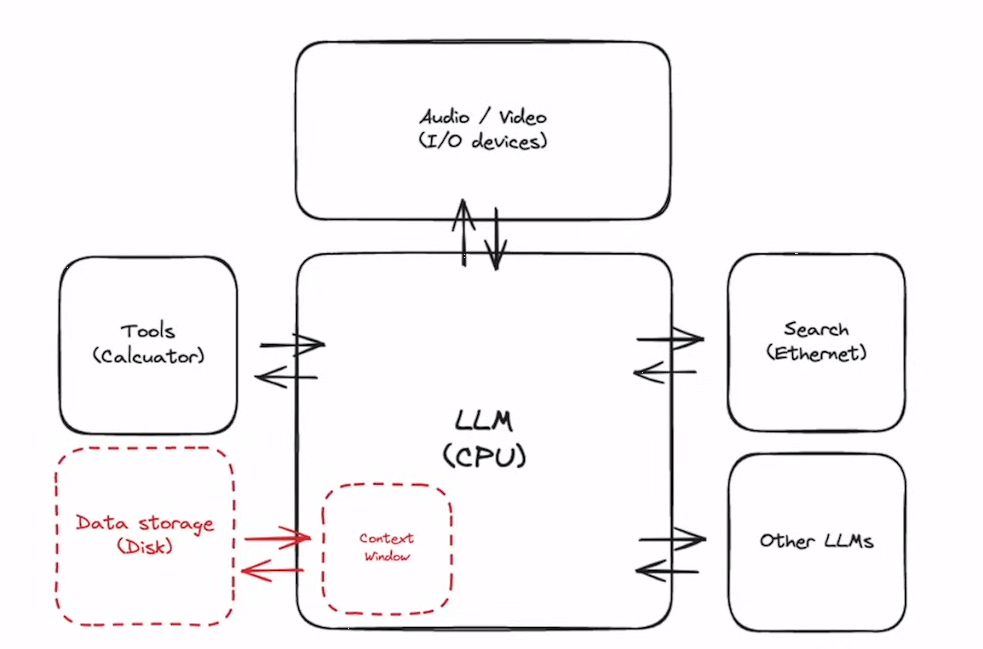 Audio / Video
(I/O devices)
Tools
(Calcuator)
Search
(Ethernet)
LLM
(CPU)
Data storage
(Disk)
Context
Window
Other LLMs